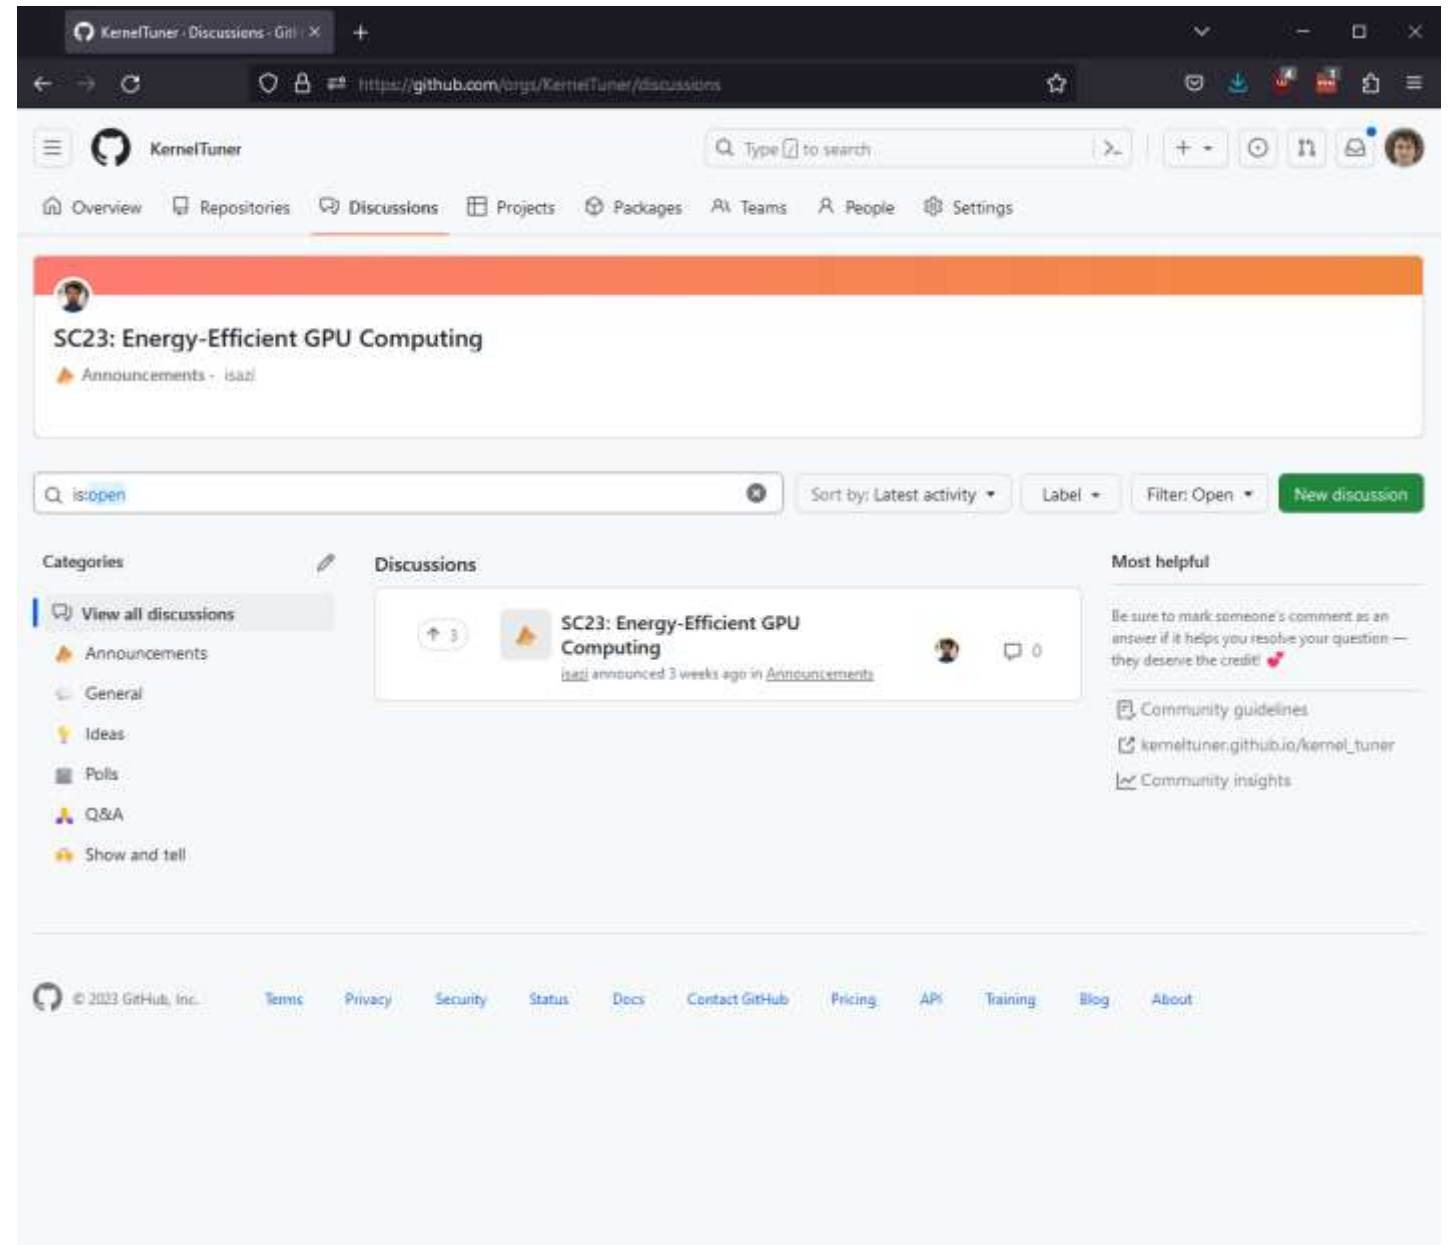 KernelTuner · Discussions · Git
https://github.com/orgs/KernelTuner/discussions
KernelTuner
Type / to search
Overview Repositories Discussions Projects Packages Teams People Settings
SC23: Energy-Efficient GPU Computing
Announcements · isazi
is:open
Sort by: Latest activity Label Filter: Open New discussion
Categories
View all discussions
Announcements
General
Ideas
Polls
Q&A
Show and tell
Discussions
3
SC23: Energy-Efficient GPU
Computing
isazi announced 3 weeks ago in Announcements
0
Most helpful
Be sure to mark someone's comment as an
answer if it helps you resolve your question —
they deserve the credit!
Community guidelines
kerneltuner.github.io/kernel_tuner
Community insights
© 2023 GitHub, Inc. Terms Privacy Security Status Docs Contact GitHub Pricing API Training Blog About